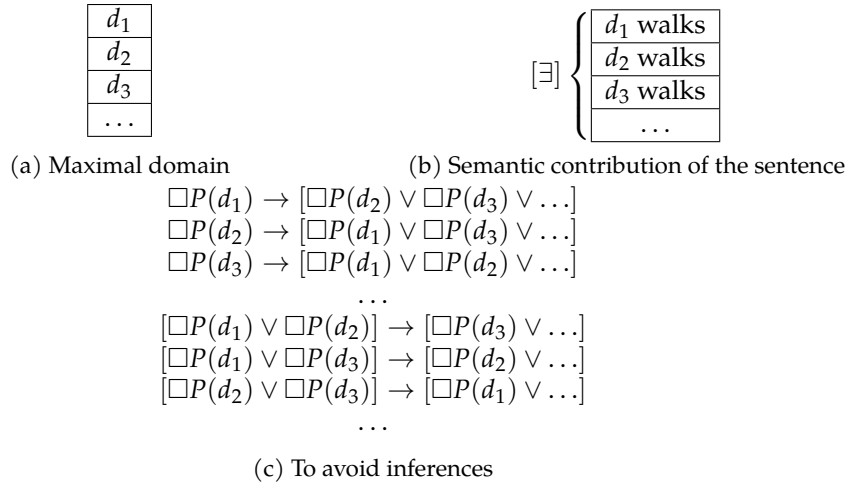 d₁
d₂
d₃
...
(a) Maximal domain
[∃] { d₁ walks
d₂ walks
d₃ walks
...
(b) Semantic contribution of the sentence
□P(d₁) → [□P(d₂) ∨ □P(d₃) ∨ ...]
□P(d₂) → [□P(d₁) ∨ □P(d₃) ∨ ...]
□P(d₃) → [□P(d₁) ∨ □P(d₂) ∨ ...]
...
[□P(d₁) ∨ □P(d₂)] → [□P(d₃) ∨ ...]
[□P(d₁) ∨ □P(d₃)] → [□P(d₂) ∨ ...]
[□P(d₂) ∨ □P(d₃)] → [□P(d₁) ∨ ...]
...
(c) To avoid inferences